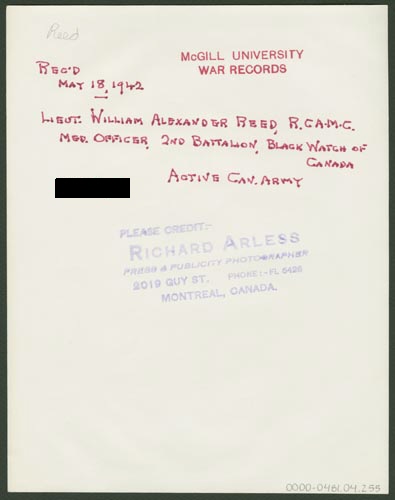 Reed
McGILL UNIVERSITY
WAR RECORDS
REC'D
MAY 18, 1942
LIEUT. WILLIAM ALEXANDER REED, R.C.A.M.C.
MED. OFFICER, 2ND BATTALION, BLACK WATCH OF
CANADA
ACTIVE CAN. ARMY
PLEASE CREDIT:-
RICHARD ARLESS
PRESS & PUBLICITY PHOTOGRAPHER
2019 GUY ST. PHONE:- FL 6428
MONTREAL, CANADA.
0000-0461.04.255